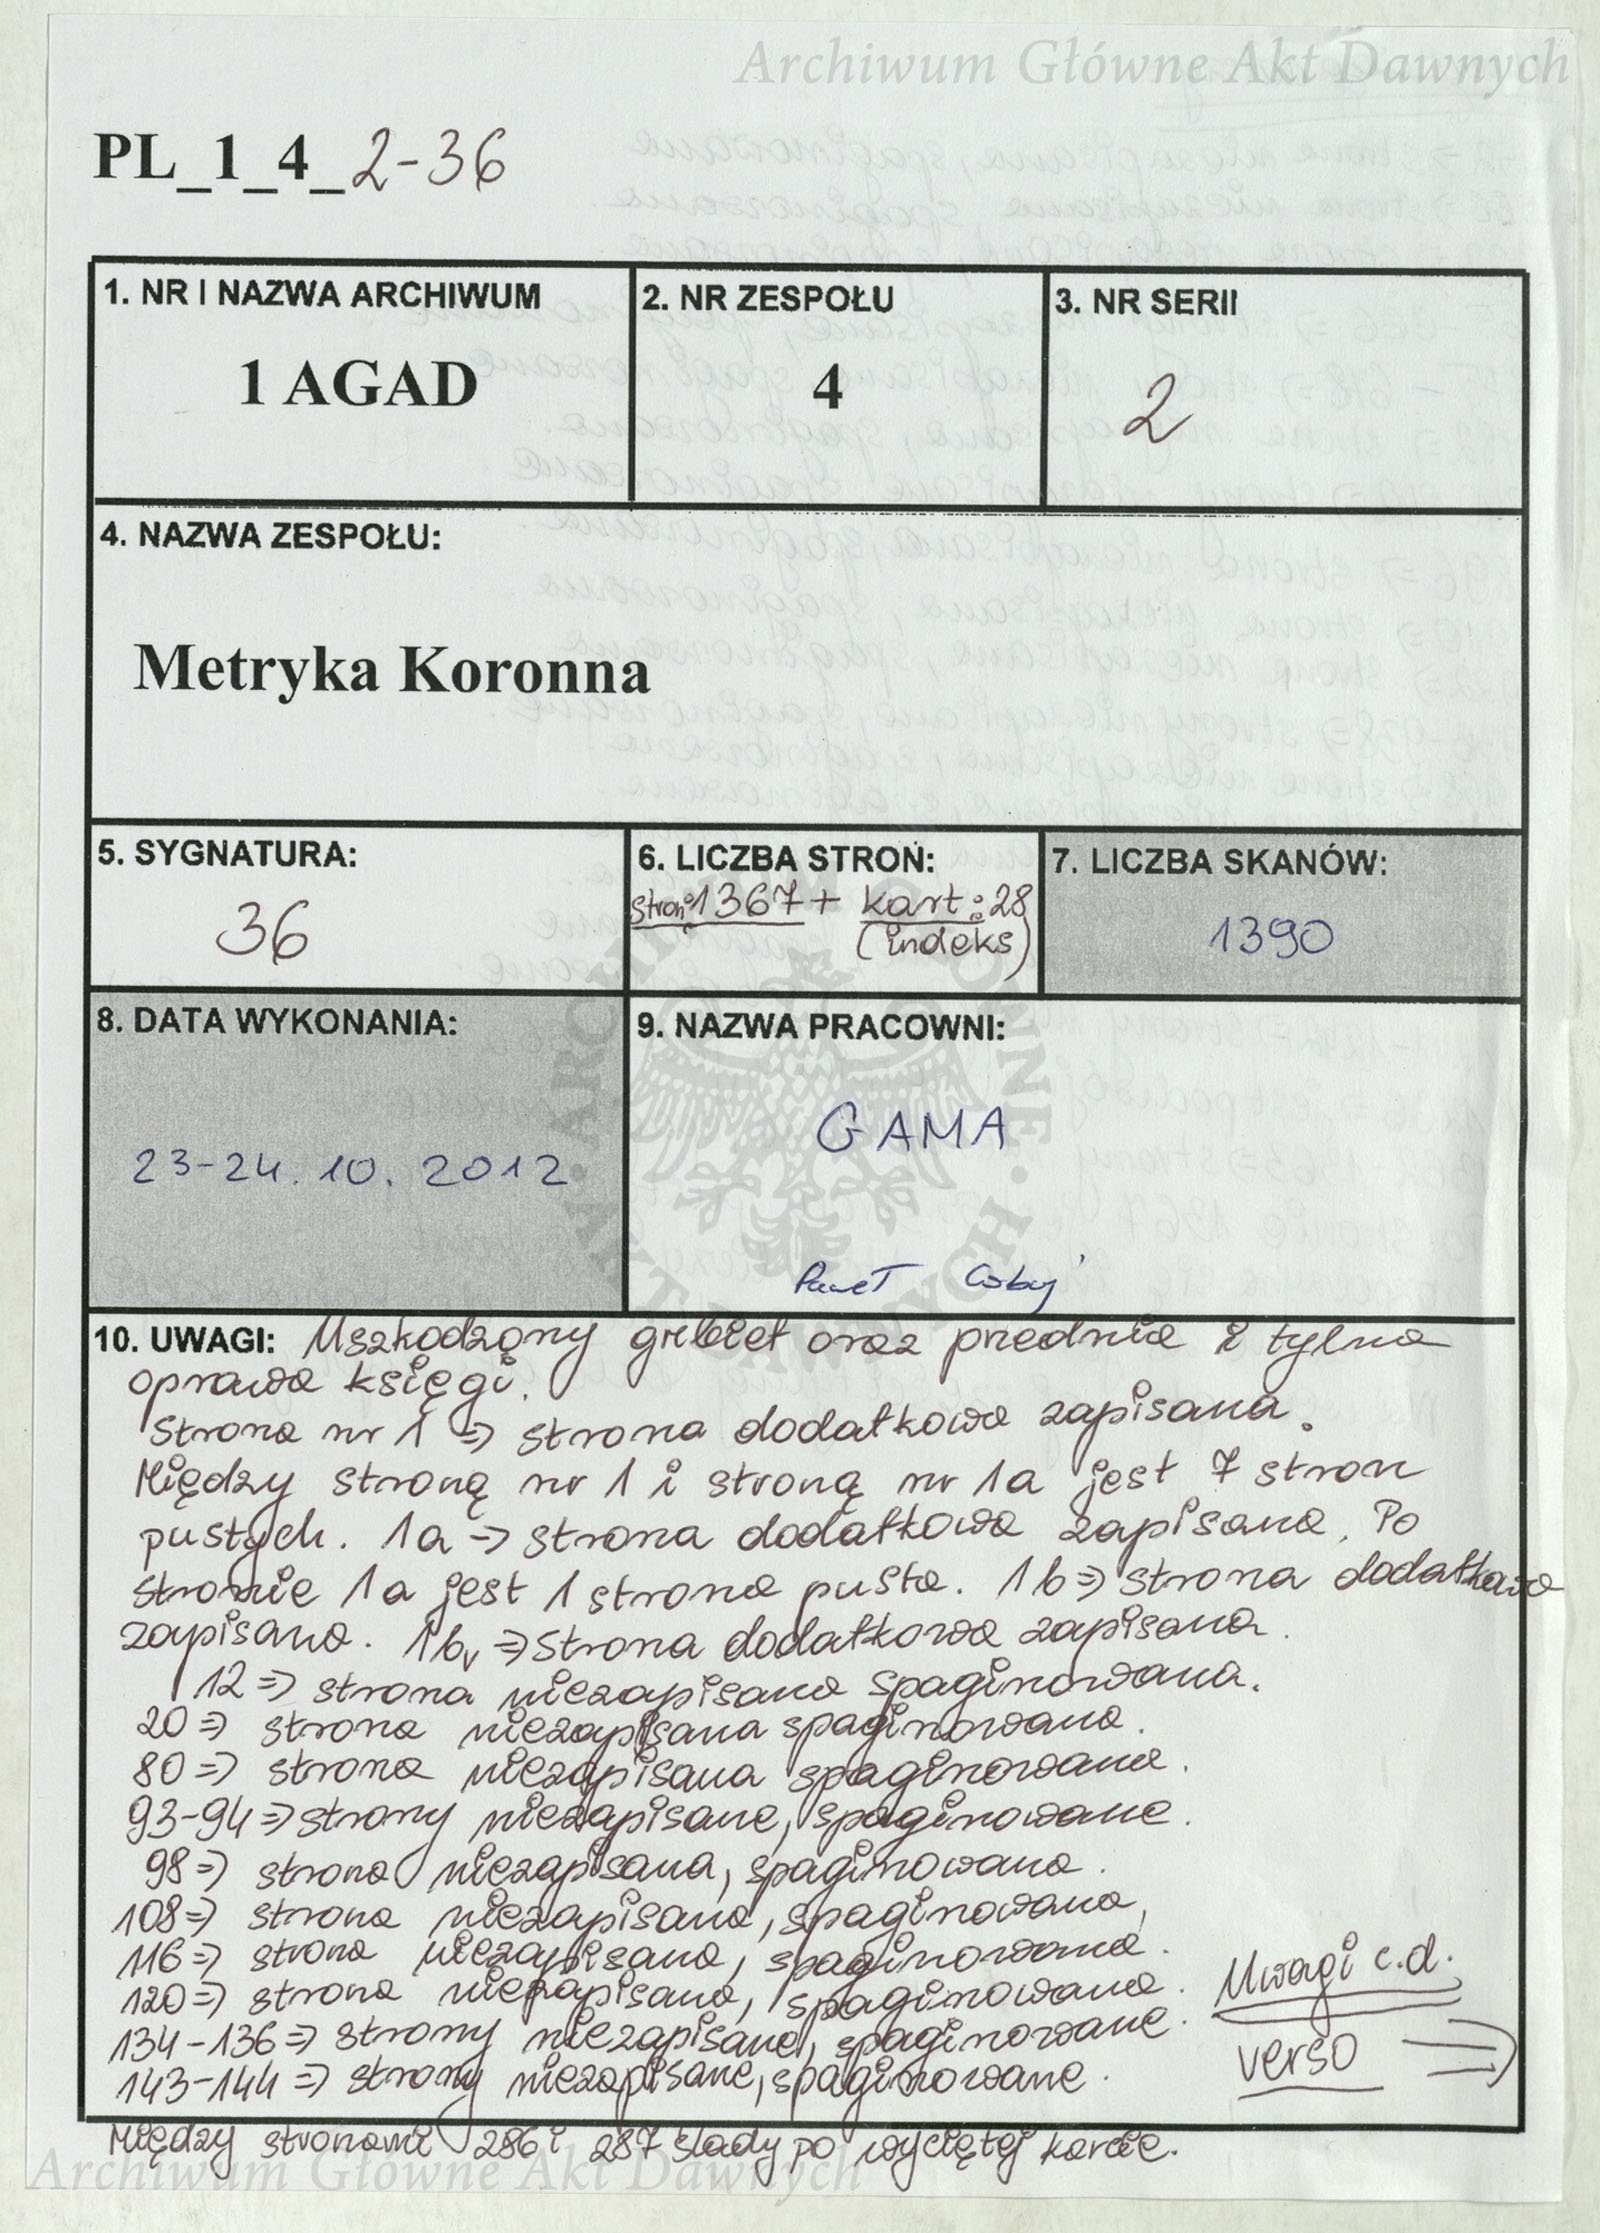 Archiwum Główne Akt Dawnych
PL_1_4_2-36
1. NR I NAZWA ARCHIWUM
1 AGAD
2. NR ZESPOŁU
4
3. NR SERII
2
4. NAZWA ZESPOŁU:
Metryka Koronna
5. SYGNATURA:
36
6. LICZBA STRON:
stron: 1367 + kart: 28
(indeks)
7. LICZBA SKANÓW:
1390
8. DATA WYKONANIA:
23-24.10.2012
9. NAZWA PRACOWNI:
GAMA
Paweł
10. UWAGI: Uszkodzony grzbiet oraz przednia i tylna
oprawa księgi.
Strona nr 1 => strona dodatkowa zapisana.
Między stroną nr 1 i stroną nr 1a jest 7 stron
pustych. 1a => strona dodatkowa zapisana. Po
stronie 1a jest 1 strona pusta. 1b => strona dodatkowa
zapisana. 1bv => strona dodatkowa zapisana.
12 => strona niezapisana spaginowana.
20 => strona niezapisana spaginowana.
80 => strona niezapisana spaginowana.
93-94 => strony niezapisane, spaginowane.
98 => strona niezapisana, spaginowana.
108 => strona niezapisana, spaginowana,
116 => strona niezapisana, spaginowana.
120 => strona niezapisana, spaginowana.
134-136 => strony niezapisane, spaginowane.
143-144 => strony niezapisane, spaginowane.
Uwagi c.d.
verso =>
Między stronami 286 i 287 ślady po wyciętej karcie.
Archiwum Główne Akt Dawnych
ARCHIWUM GŁÓWNE AKT DAWNYCH